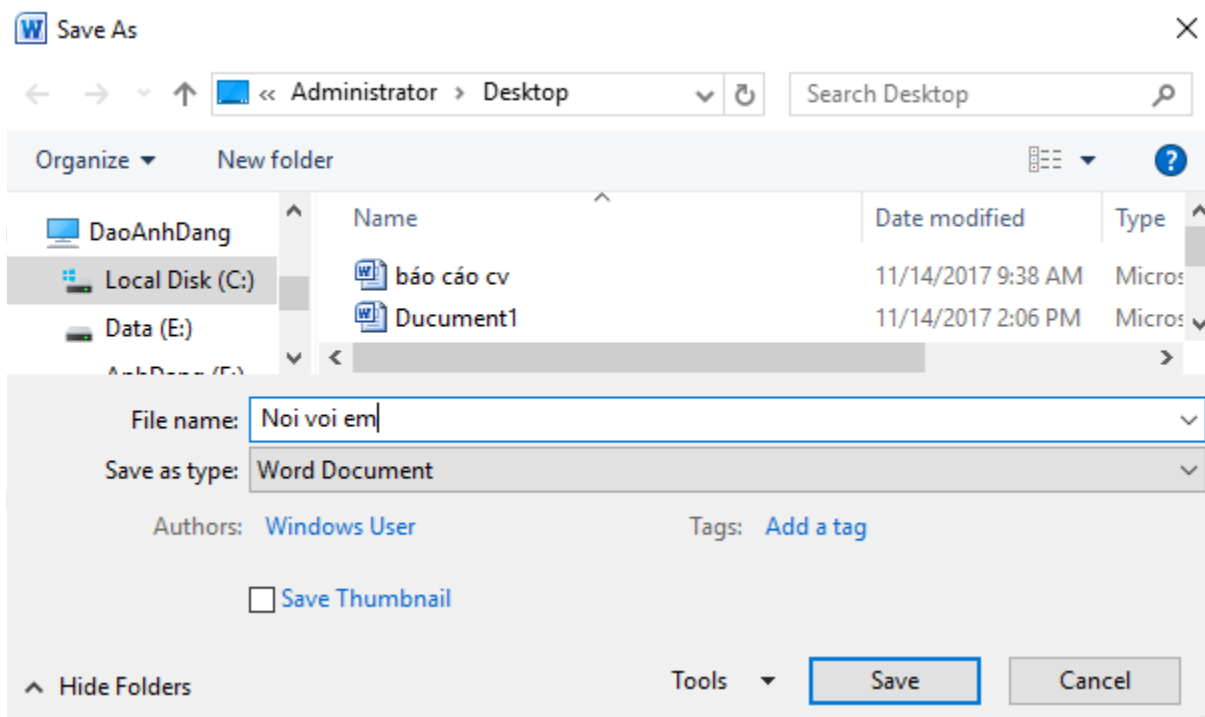 Save As
« Administrator > Desktop
Search Desktop
Organize
New folder
Name
Date modified
Type
DaoAnhDang
Local Disk (C:)
Data (E:)
báo cáo cv 11/14/2017 9:38 AM Micros
Ducument1 11/14/2017 2:06 PM Micros
File name: Noi voi em
Save as type: Word Document
Authors: Windows User
Tags: Add a tag
Save Thumbnail
Hide Folders
Tools
Save
Cancel